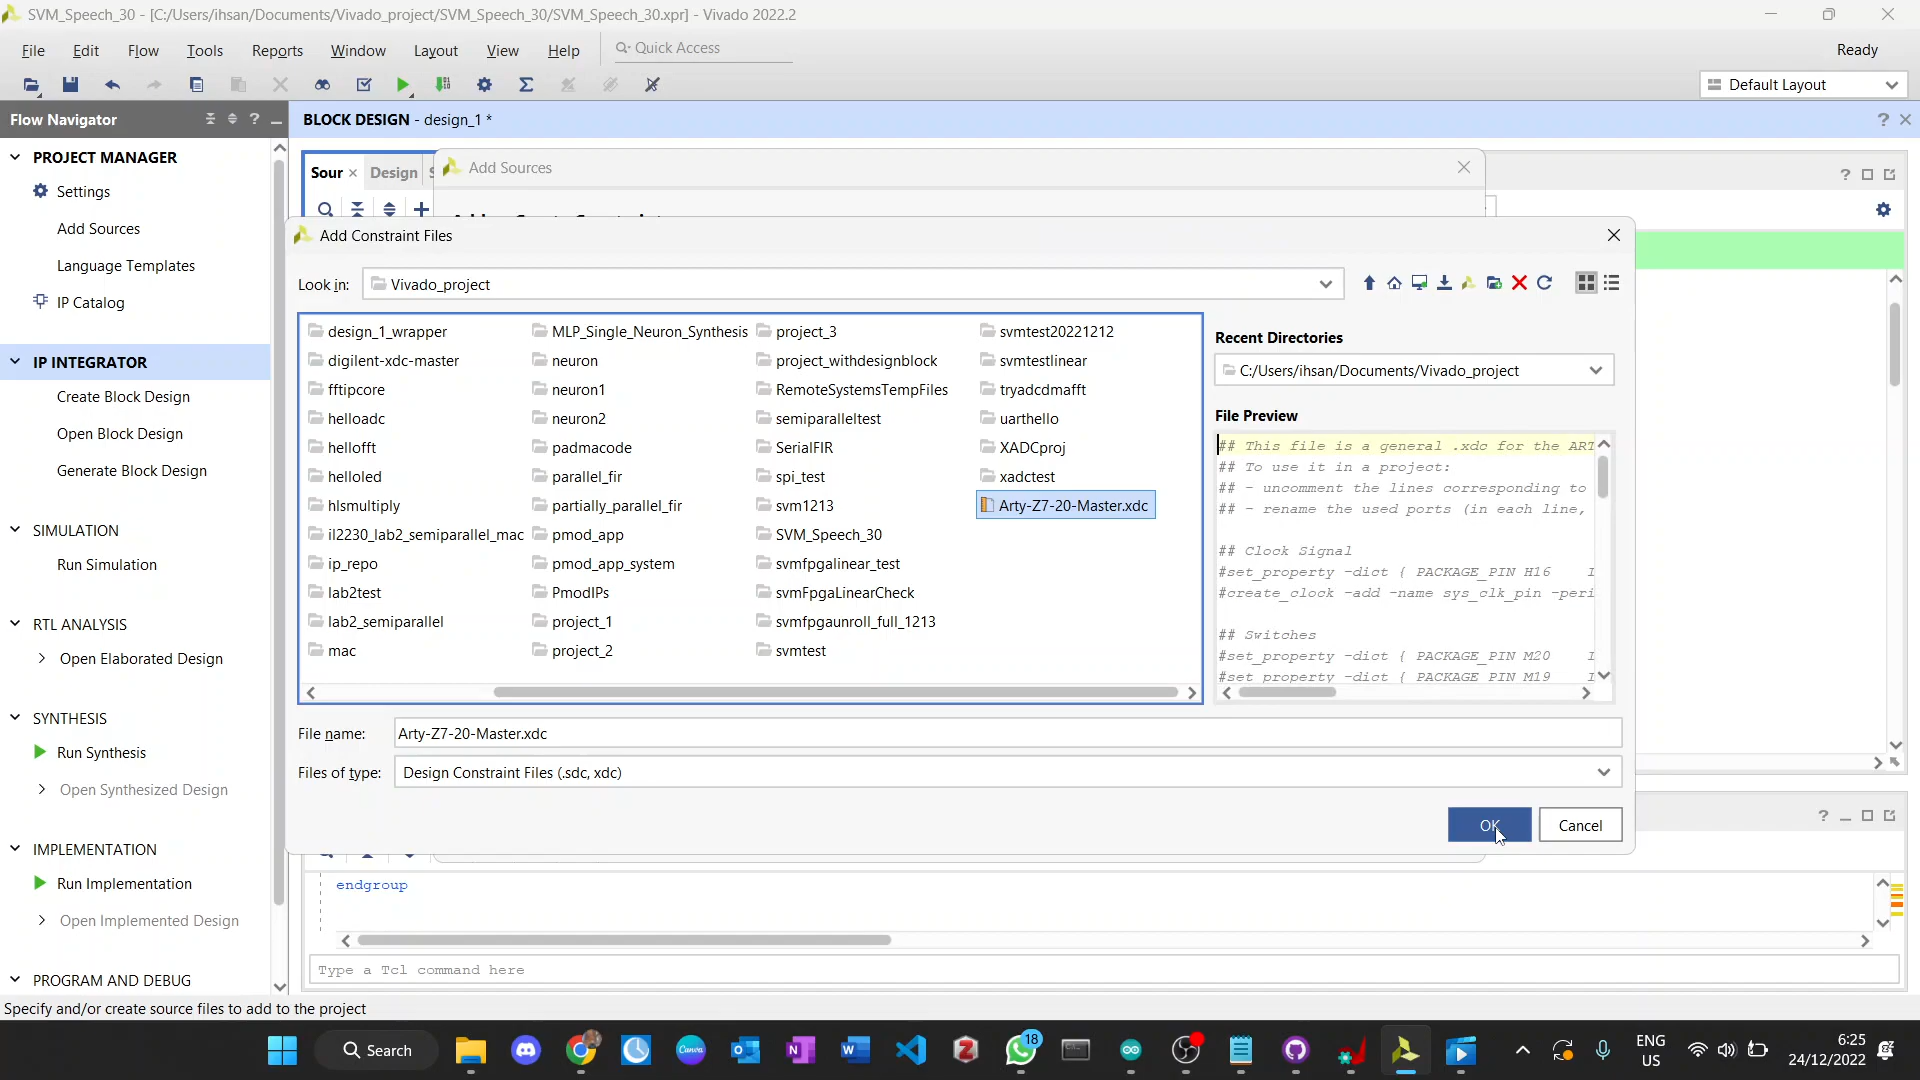 SVM_Speech_30 - [C:/Users/ihsan/Documents/Vivado_project/SVM_Speech_30/SVM_Speech_30.xpr] - Vivado 2022.2
File Edit Flow Tools Reports Window Layout View Help Quick Access
Ready
Default Layout
Flow Navigator
BLOCK DESIGN - design_1 *
PROJECT MANAGER
Settings
Add Sources
Language Templates
IP Catalog
IP INTEGRATOR
Create Block Design
Open Block Design
Generate Block Design
SIMULATION
Run Simulation
RTL ANALYSIS
Open Elaborated Design
SYNTHESIS
Run Synthesis
Open Synthesized Design
IMPLEMENTATION
Run Implementation
Open Implemented Design
PROGRAM AND DEBUG
Sour Design
Add Sources
Add Constraint Files
Look in: Vivado_project
design_1_wrapper
digilent-xdc-master
fftipcore
helloadc
hellofft
helloled
hlsmultiply
il2230_lab2_semiparallel_mac
ip_repo
lab2test
lab2_semiparallel
mac
MLP_Single_Neuron_Synthesis
neuron
neuron1
neuron2
padmacode
parallel_fir
partially_parallel_fir
pmod_app
pmod_app_system
PmodIPs
project_1
project_2
project_3
project_withdesignblock
RemoteSystemsTempFiles
semiparalleltest
SerialFIR
spi_test
svm1213
SVM_Speech_30
svmfpgalinear_test
svmFpgaLinearCheck
svmfpgaunroll_full_1213
svmtest
svmtest20221212
svmtestlinear
tryadcdmafft
uarthello
XADCproj
xadctest
Arty-Z7-20-Master.xdc
Recent Directories
C:/Users/ihsan/Documents/Vivado_project
File Preview
## This file is a general .xdc for the ART
## To use it in a project:
## - uncomment the lines corresponding to
## - rename the used ports (in each line,
## Clock Signal
#set_property -dict { PACKAGE_PIN H16 I
#create_clock -add -name sys_clk_pin -peri
## Switches
#set_property -dict { PACKAGE_PIN M20 I
#set_property -dict { PACKAGE_PIN M19 I
File name: Arty-Z7-20-Master.xdc
Files of type: Design Constraint Files (.sdc, xdc)
OK
Cancel
endgroup
Type a Tcl command here
Specify and/or create source files to add to the project
Search
Canva
18
ENG
US
6:25
24/12/2022